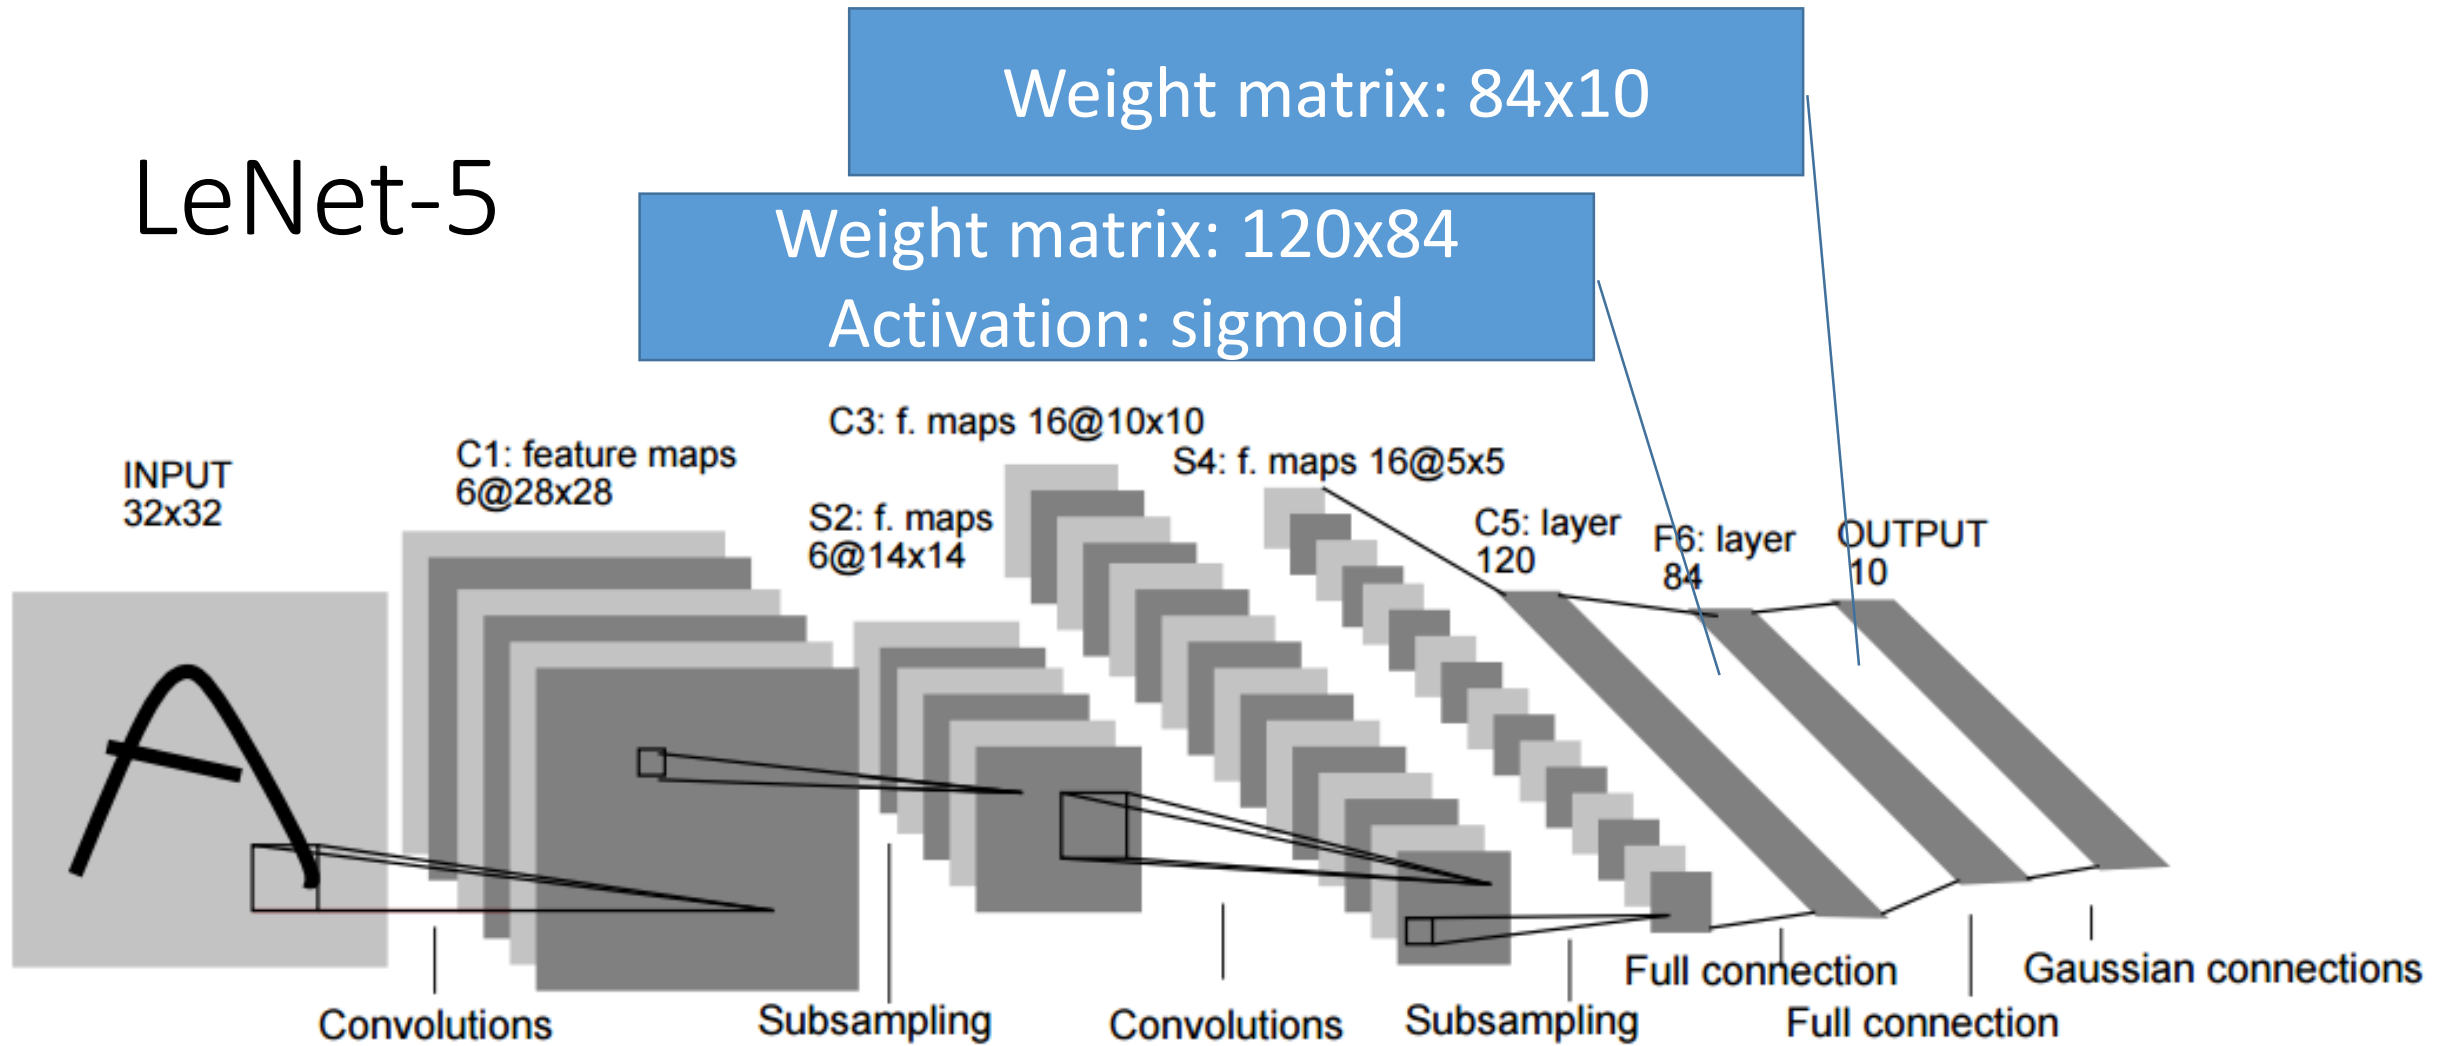 LeNet-5
Weight matrix: 84x10
Weight matrix: 120x84
Activation: sigmoid
INPUT
32x32
C1: feature maps
6@28x28
S2: f. maps
6@14x14
C3: f. maps 16@10x10
S4: f. maps 16@5x5
C5: layer
120
F6: layer
84
OUTPUT
10
Convolutions
Subsampling
Convolutions
Subsampling
Full connection
Full connection
Gaussian connections